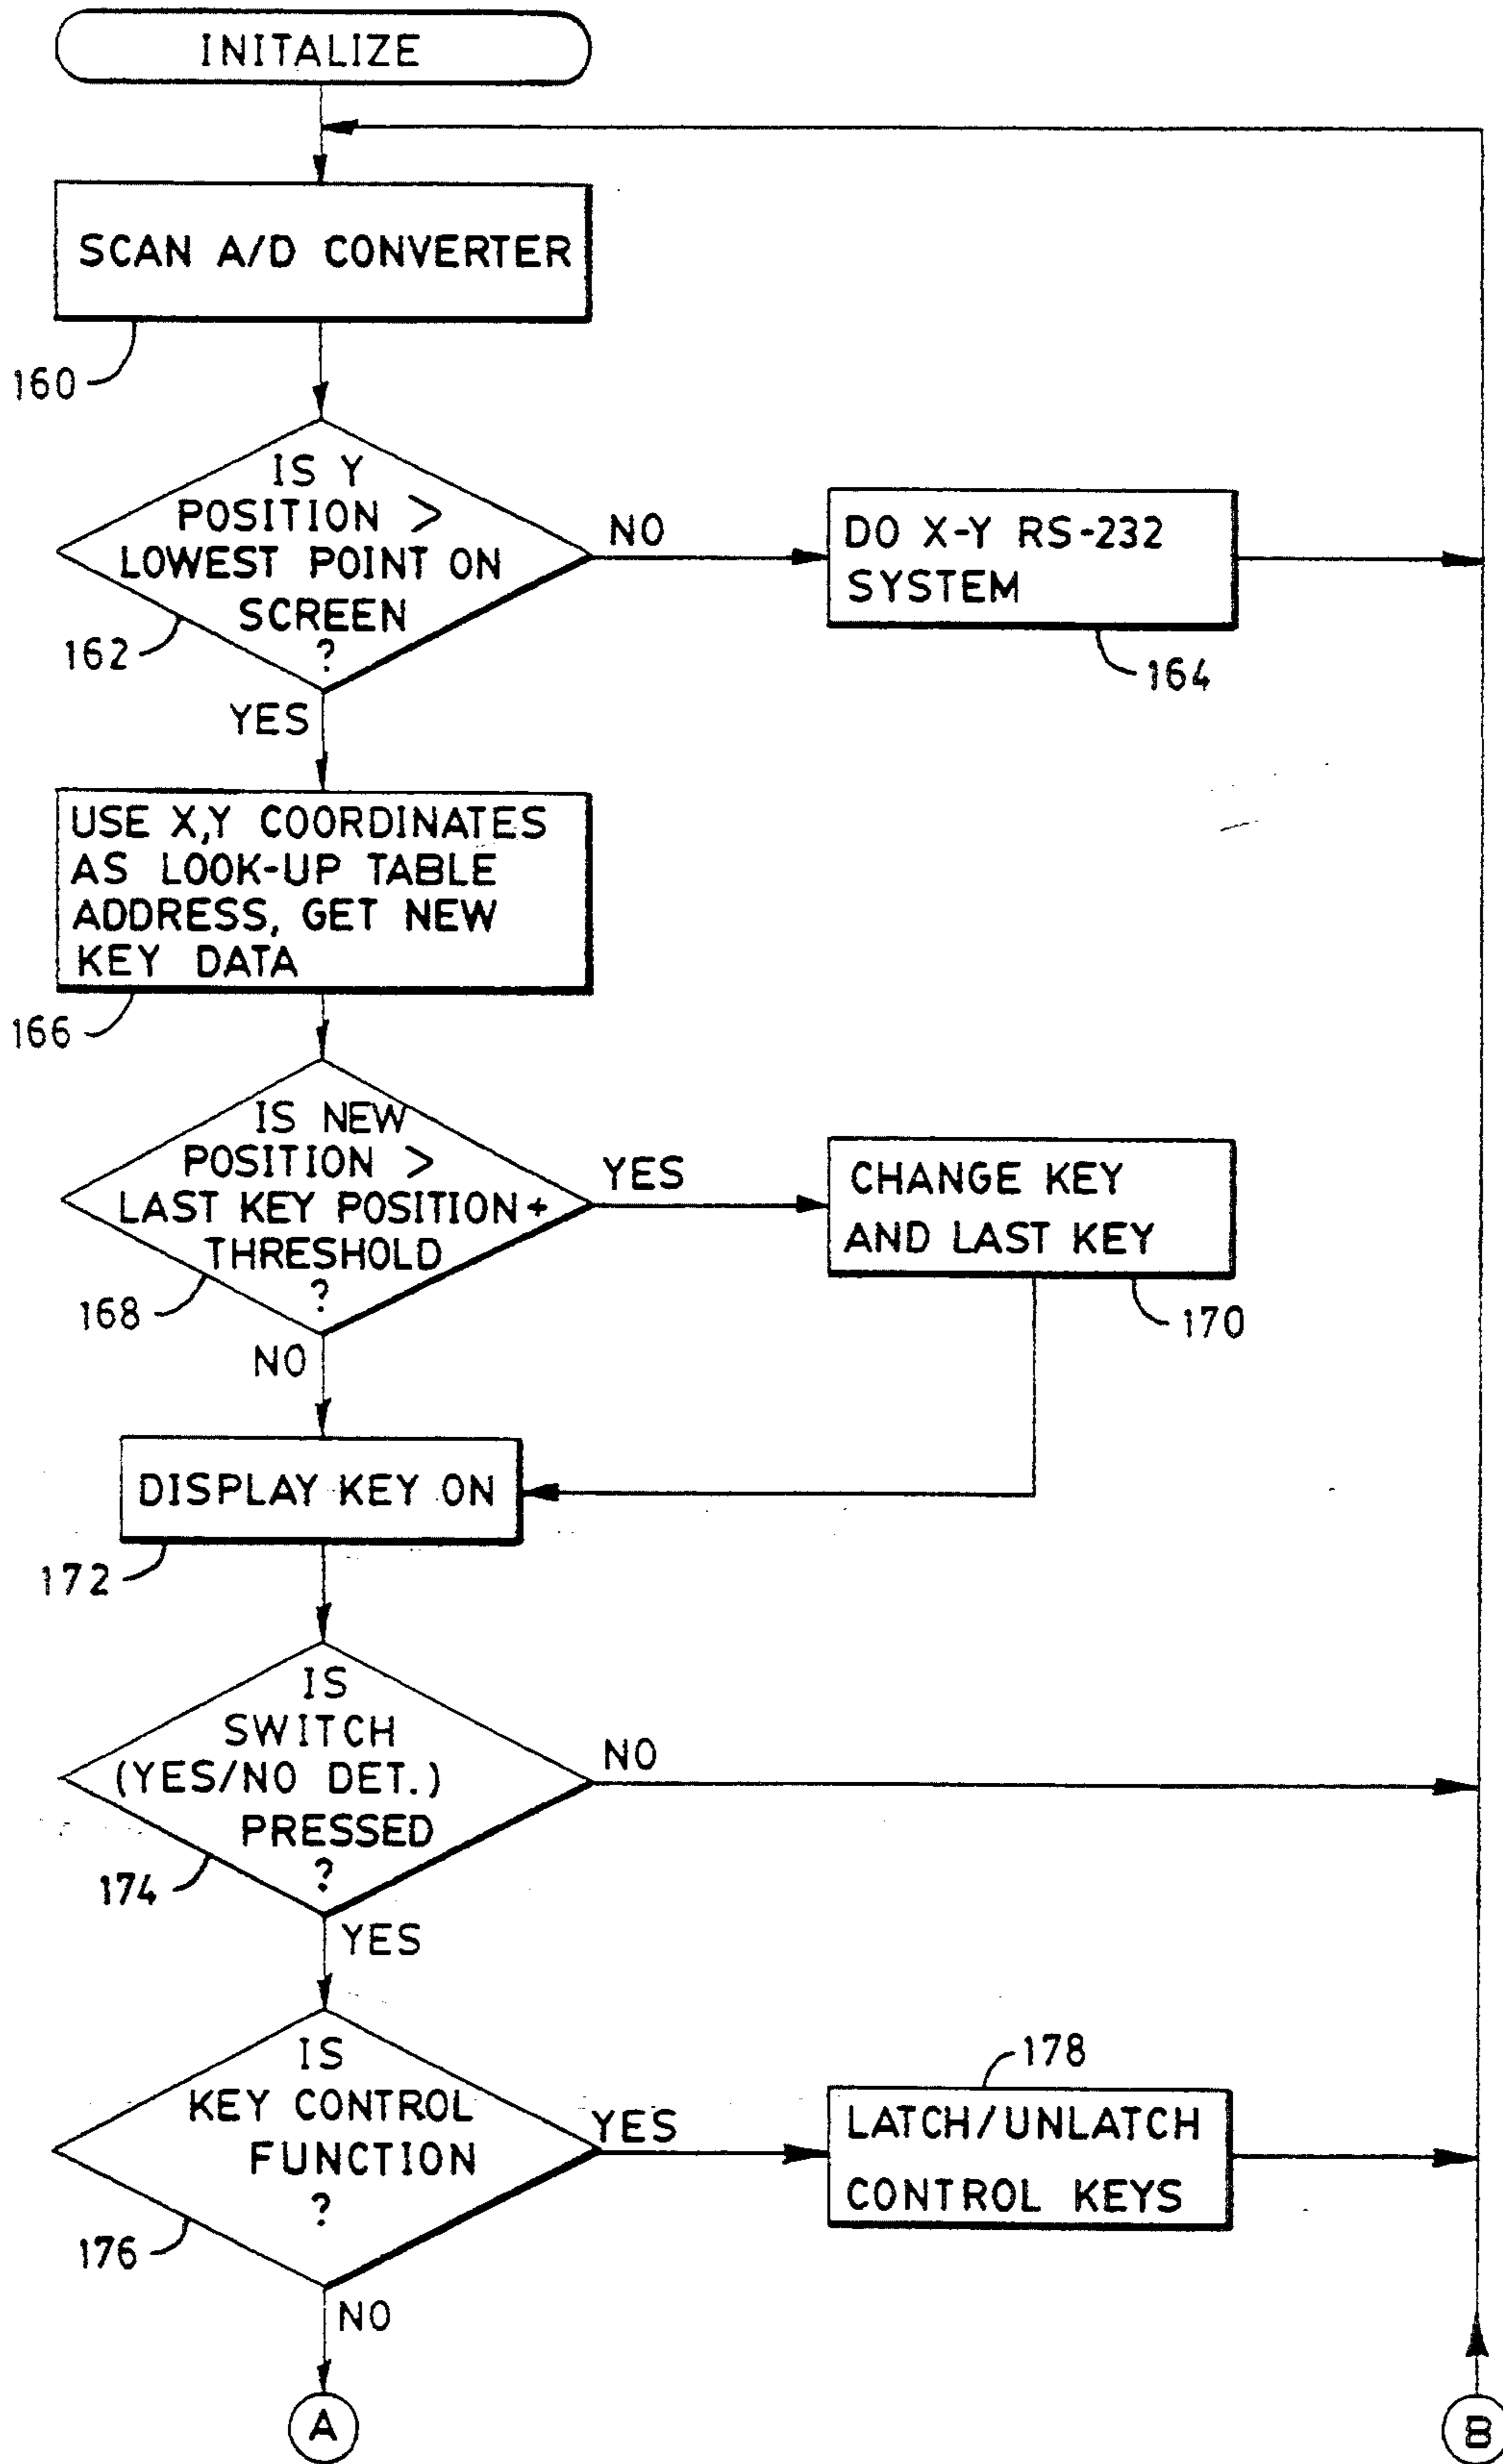 INITALIZE
SCAN A/D CONVERTER
160
IS Y
POSITION >
LOWEST POINT ON
SCREEN
?
162
NO
DO X-Y RS-232
SYSTEM
164
YES
USE X,Y COORDINATES
AS LOOK-UP TABLE
ADDRESS, GET NEW
KEY DATA
166
IS NEW
POSITION >
LAST KEY POSITION +
THRESHOLD
?
168
YES
CHANGE KEY
AND LAST KEY
170
NO
DISPLAY KEY ON
172
IS
SWITCH
(YES/NO DET.)
PRESSED
?
174
NO
YES
IS
KEY CONTROL
FUNCTION
?
176
YES
178
LATCH/UNLATCH
CONTROL KEYS
NO
A
B